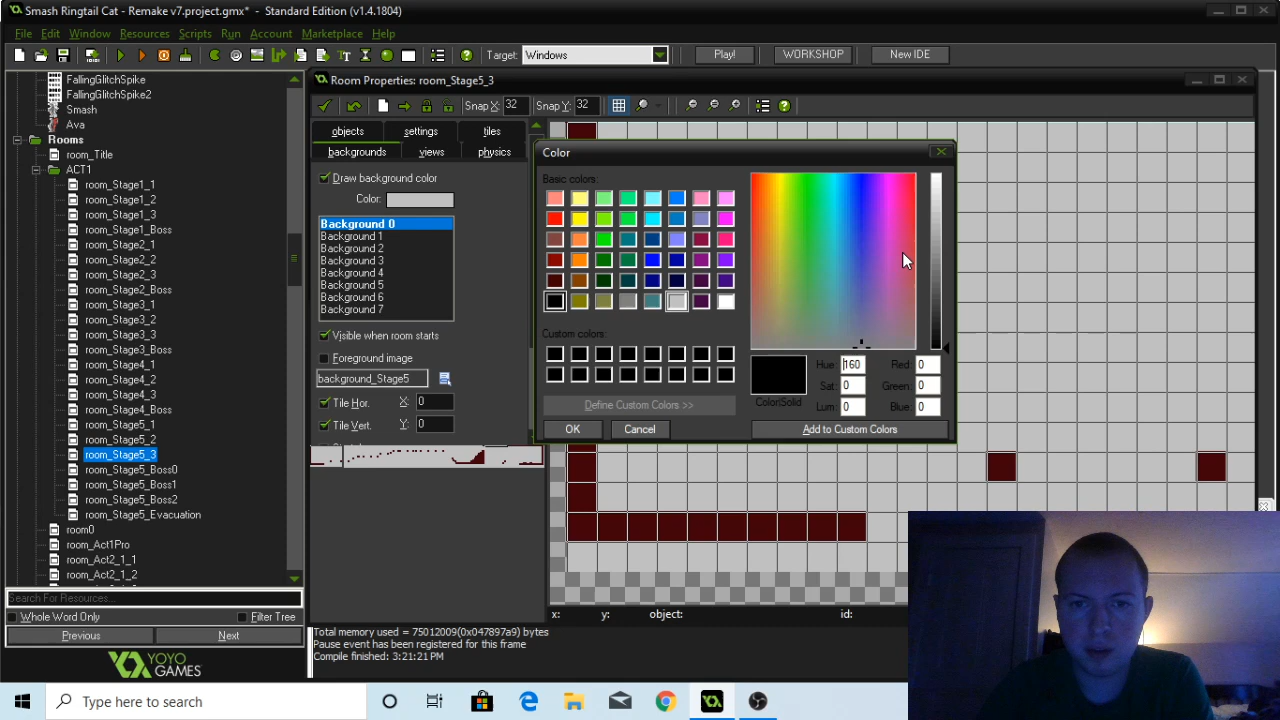 Smash Ringtail Cat - Remake v7.project.gmx* - Standard Edition (v1.4.1804)
File Edit Window Resources Scripts Run Account Marketplace Help
Target: Windows Play! WORKSHOP New IDE
FallingGlitchSpike
FallingGlitchSpike2
Smash
Ava
Rooms
room_Title
ACT1
room_Stage1_1
room_Stage1_2
room_Stage1_3
room_Stage1_Boss
room_Stage2_1
room_Stage2_2
room_Stage2_3
room_Stage2_Boss
room_Stage3_1
room_Stage3_2
room_Stage3_3
room_Stage3_Boss
room_Stage4_1
room_Stage4_2
room_Stage4_3
room_Stage4_Boss
room_Stage5_1
room_Stage5_2
room_Stage5_3
room_Stage5_Boss0
room_Stage5_Boss1
room_Stage5_Boss2
room_Stage5_Evacuation
room0
room_Act1Pro
room_Act2_1_1
room_Act2_1_2
Search For Resources...
Whole Word Only Filter Tree
Previous Next
YOYO
GAMES
Room Properties: room_Stage5_3
Snap X: 32 Snap Y: 32
objects settings tiles
backgrounds views physics
Draw background color
Color:
Background 0
Background 1
Background 2
Background 3
Background 4
Background 5
Background 6
Background 7
Visible when room starts
Foreground image
background_Stage5
Tile Hor. X: 0
Tile Vert. Y: 0
Color
Basic colors:
Custom colors:
Define Custom Colors >>
OK Cancel
Color|Solid
Hue: 160 Red: 0
Sat: 0 Green: 0
Lum: 0 Blue: 0
Add to Custom Colors
x: y: object: id:
Total memory used = 75012009(0x047897a9) bytes
Pause event has been registered for this frame
Compile finished: 3:21:21 PM
Type here to search